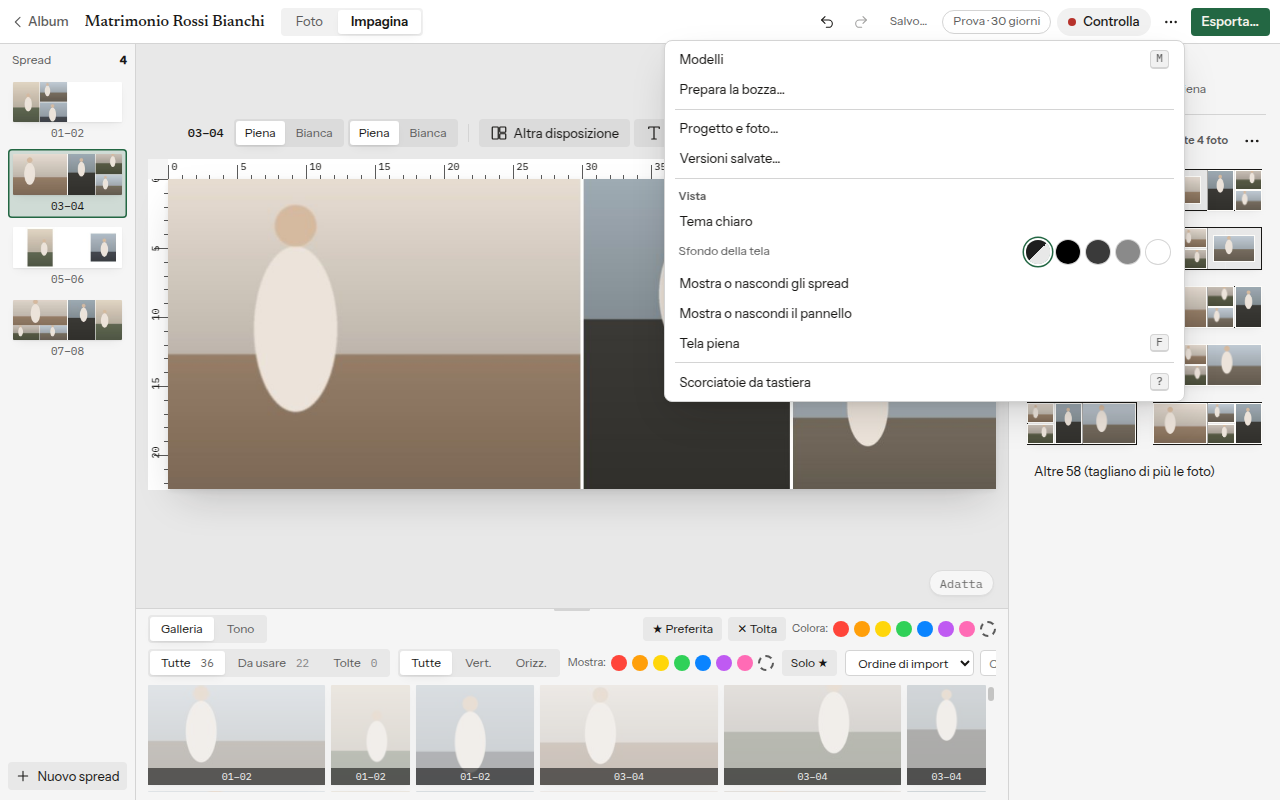 Album
Matrimonio Rossi Bianchi
Foto
Impagina
Salvo…
Prova · 30 giorni
Controlla
Esporta…
Spread
4
01–02
03–04
05–06
07–08
Nuovo spread
03–04
Piena
Bianca
Piena
Bianca
Altra disposizione
0
5
10
15
20
25
30
35
5
10
15
20
Modelli
M
Prepara la bozza…
Progetto e foto…
Versioni salvate…
Vista
Tema chiaro
Sfondo della tela
Mostra o nascondi gli spread
Mostra o nascondi il pannello
Tela piena
F
Scorciatoie da tastiera
?
4 foto
Altre 58 (tagliano di più le foto)
Adatta
Galleria
Tono
★ Preferita
✕ Tolta
Colora:
Tutte 36
Da usare 22
Tolte 0
Tutte
Vert.
Orizz.
Mostra:
Solo ★
Ordine di import
01–02
01–02
01–02
03–04
03–04
03–04